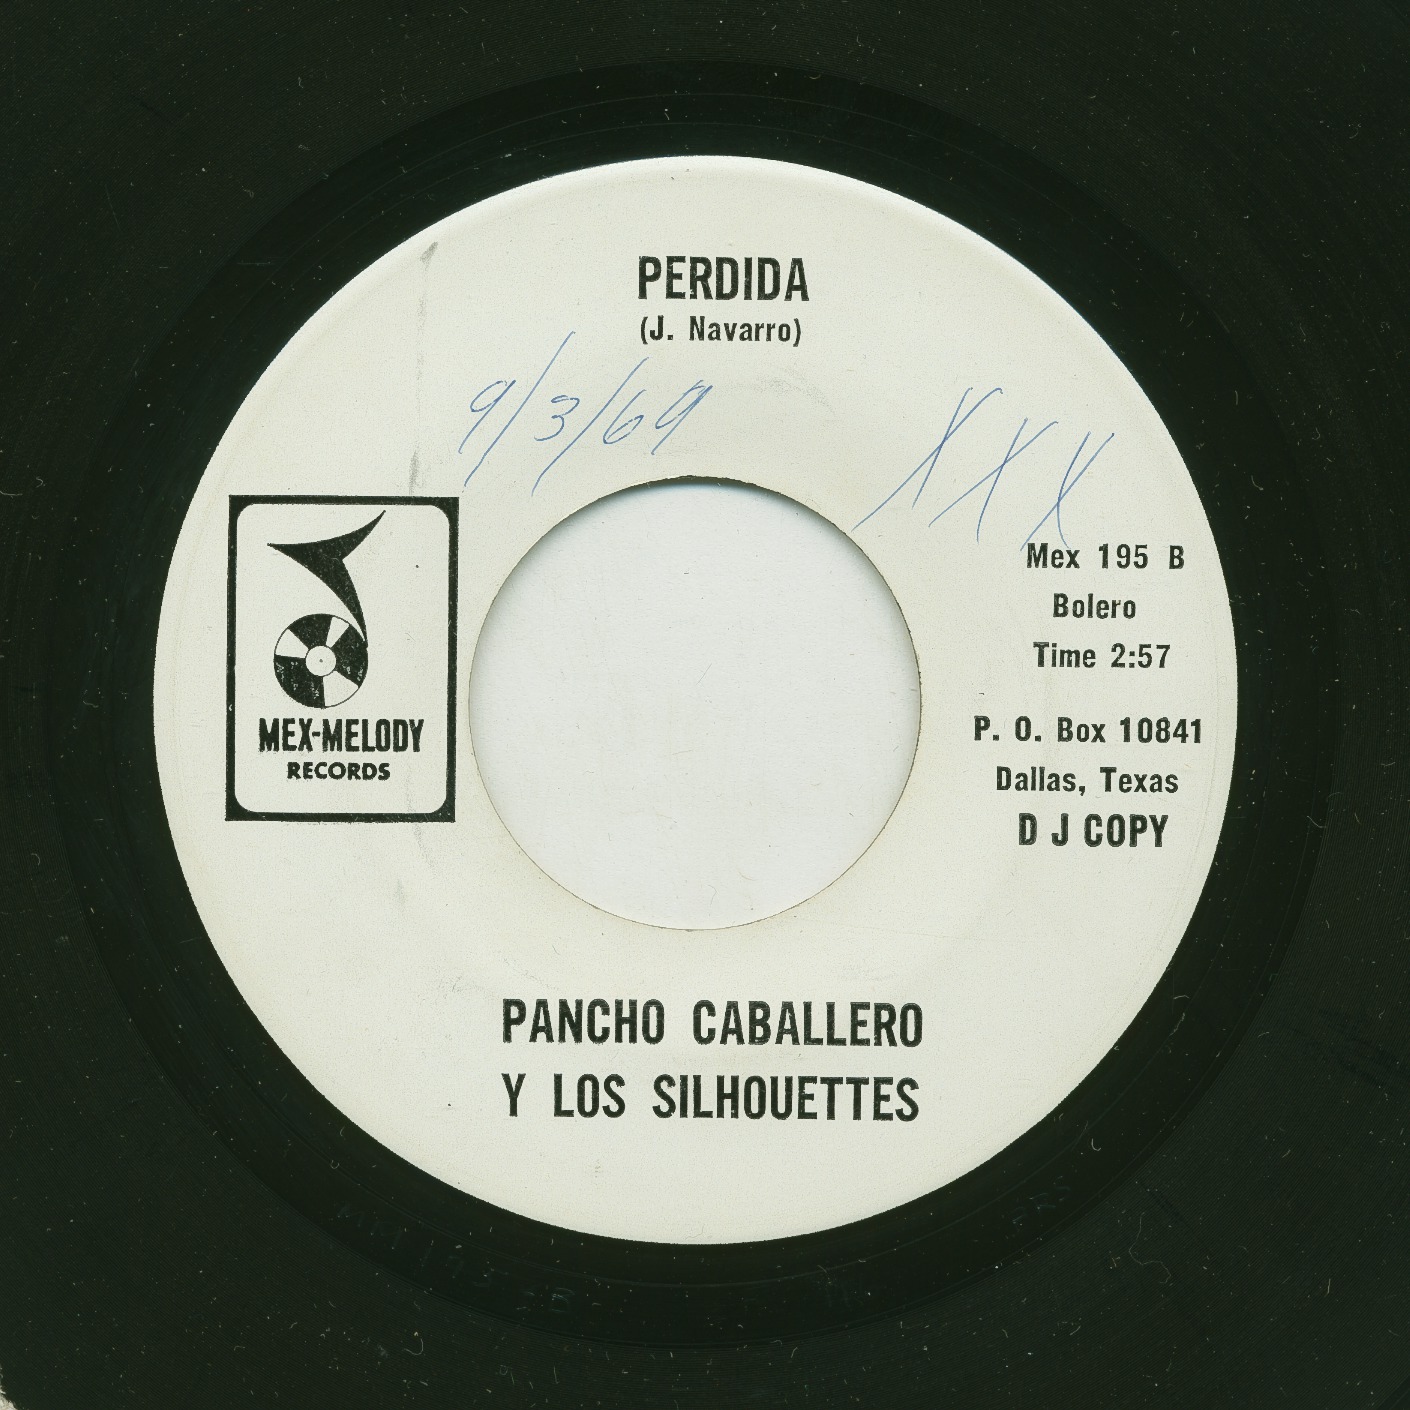 PERDIDA
(J. Navarro)
9/3/69
XXX
MEX-MELODY
RECORDS
Mex 195 B
Bolero
Time 2:57
P. O. Box 10841
Dallas, Texas
D J COPY
PANCHO CABALLERO
Y LOS SILHOUETTES